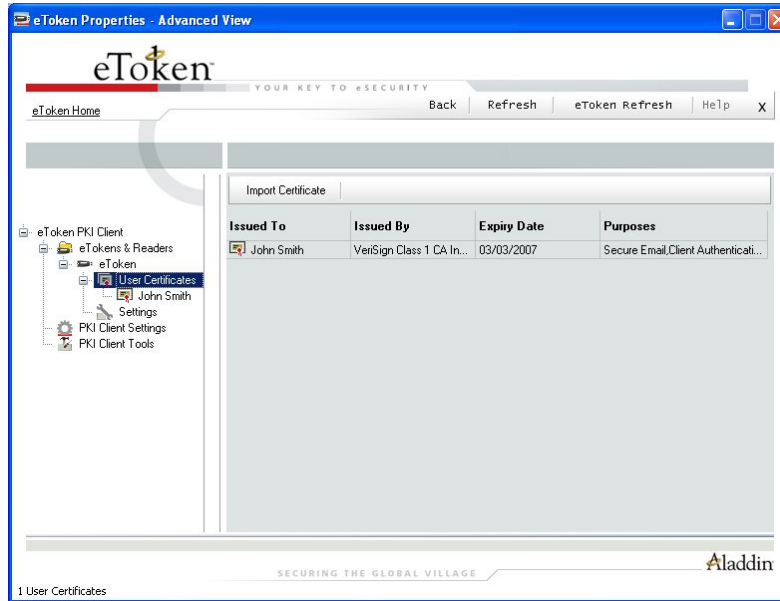 eToken Properties - Advanced View
eToken
YOUR KEY TO eSECURITY
eToken Home
Back Refresh eToken Refresh Help X
Import Certificate
Issued To Issued By Expiry Date Purposes
John Smith VeriSign Class 1 CA In... 03/03/2007 Secure Email,Client Authenticati...
eToken PKI Client
eTokens & Readers
eToken
User Certificates
John Smith
Settings
PKI Client Settings
PKI Client Tools
Aladdin
SECURING THE GLOBAL VILLAGE
1 User Certificates